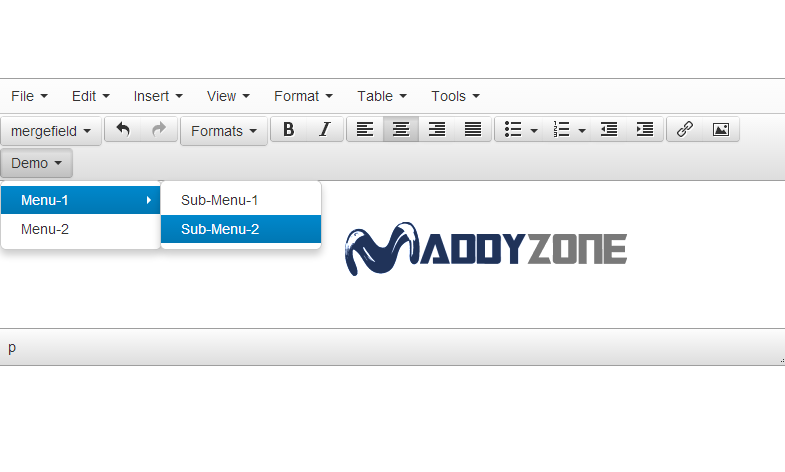 File Edit Insert View Format Table Tools
mergefield Formats B I
Demo
Menu-1 Sub-Menu-1
Menu-2 Sub-Menu-2
MADDYZONE
p